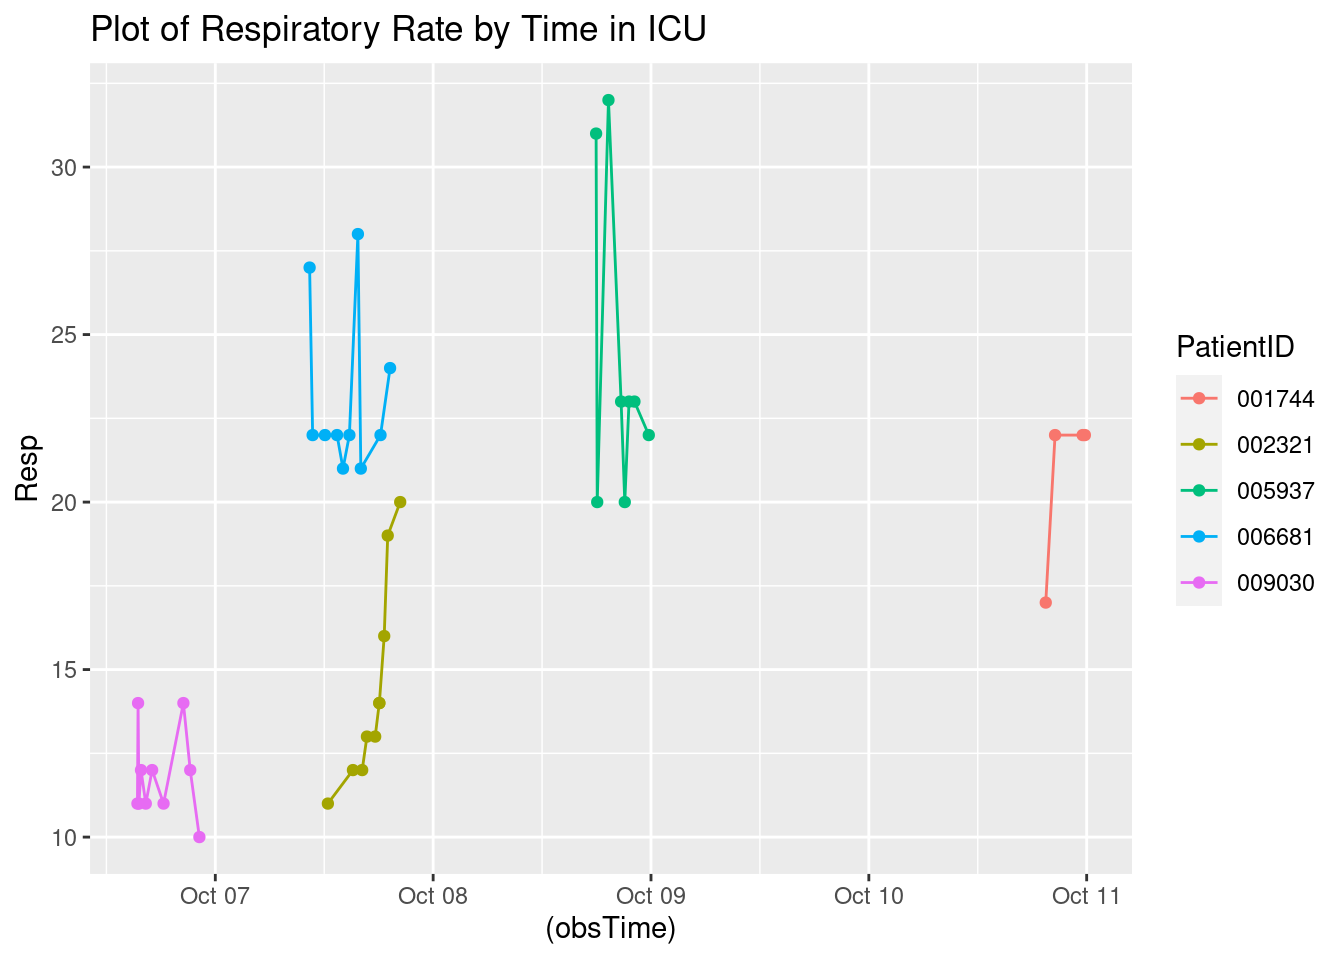 Plot of Respiratory Rate by Time in ICU
30
25
20
15
10
Resp
Oct 07
Oct 08
Oct 09
Oct 10
Oct 11
(obsTime)
PatientID
001744
002321
005937
006681
009030